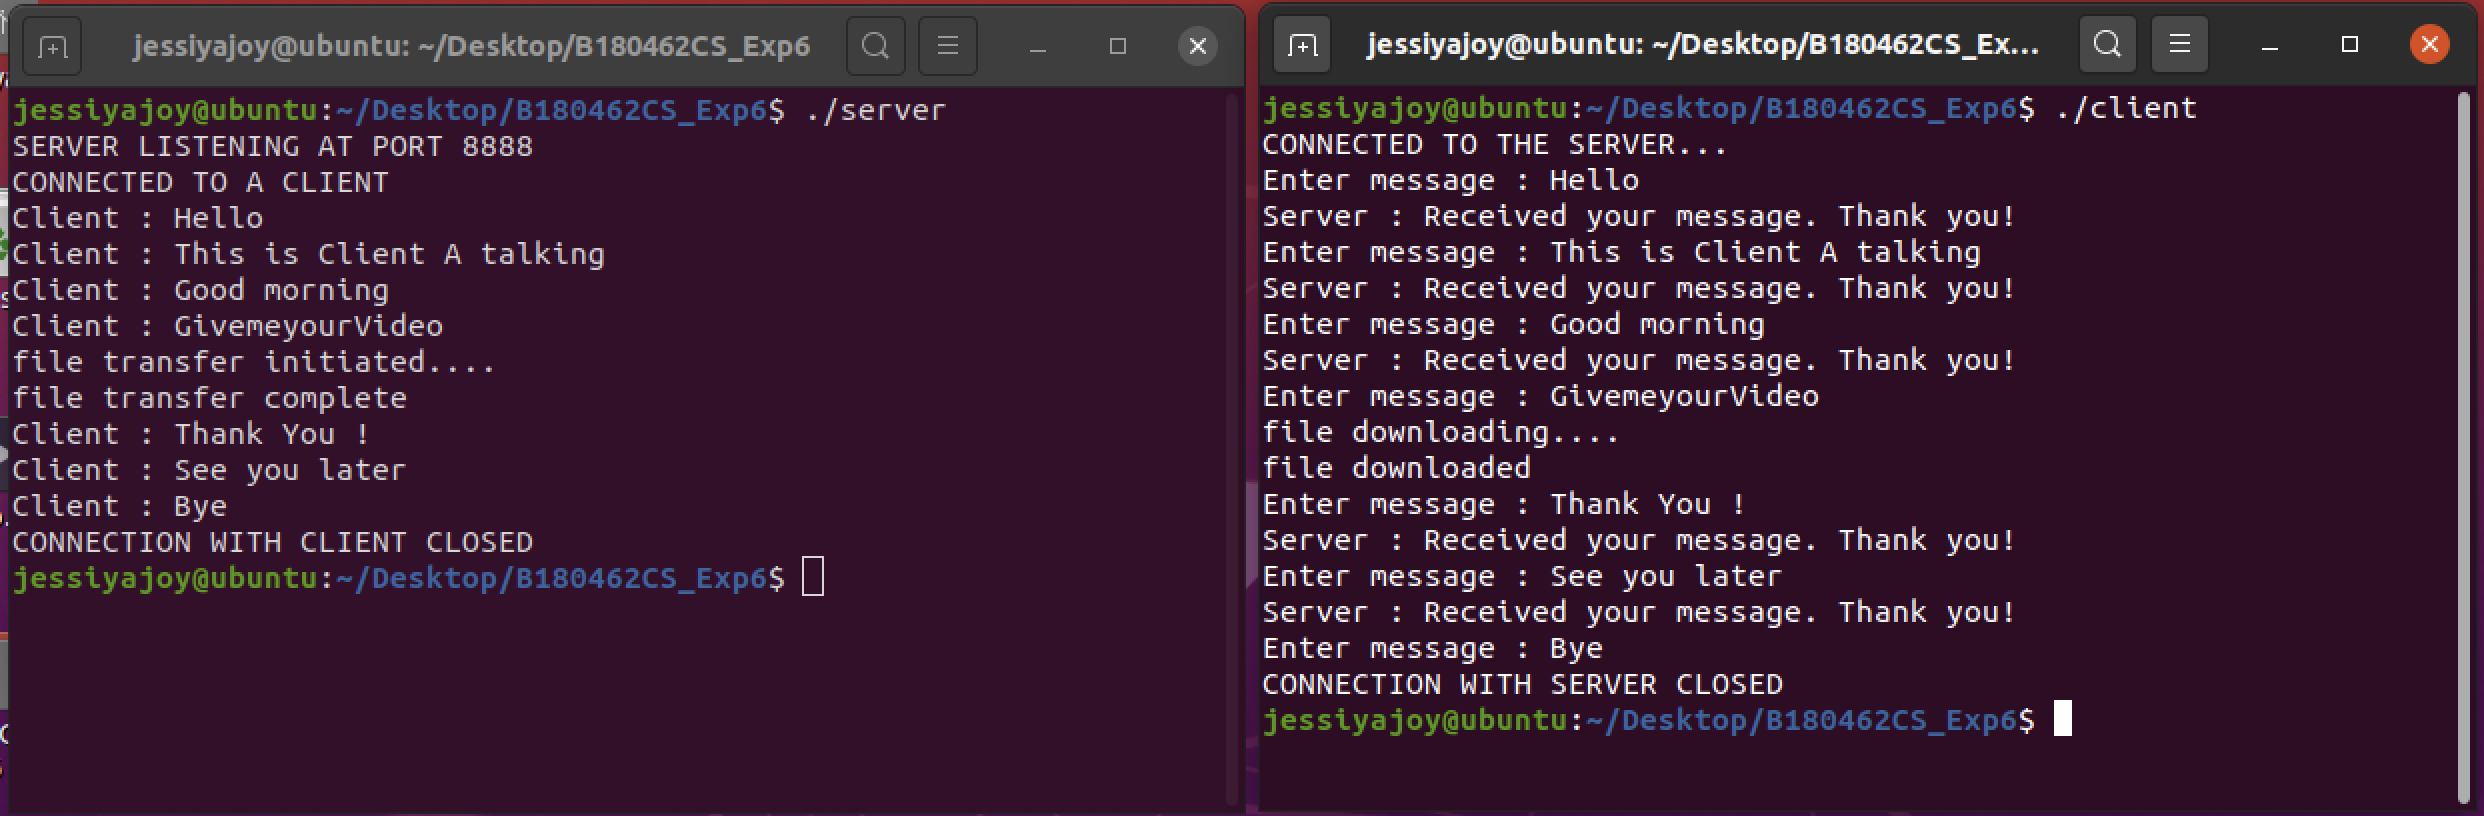 jessiyajoy@ubuntu: ~/Desktop/B180462CS_Exp6
jessiyajoy@ubuntu:~/Desktop/B180462CS_Exp6$ ./server
SERVER LISTENING AT PORT 8888
CONNECTED TO A CLIENT
Client : Hello
Client : This is Client A talking
Client : Good morning
Client : GivemeyourVideo
file transfer initiated....
file transfer complete
Client : Thank You !
Client : See you later
Client : Bye
CONNECTION WITH CLIENT CLOSED
jessiyajoy@ubuntu:~/Desktop/B180462CS_Exp6$
jessiyajoy@ubuntu: ~/Desktop/B180462CS_Ex...
jessiyajoy@ubuntu:~/Desktop/B180462CS_Exp6$ ./client
CONNECTED TO THE SERVER...
Enter message : Hello
Server : Received your message. Thank you!
Enter message : This is Client A talking
Server : Received your message. Thank you!
Enter message : Good morning
Server : Received your message. Thank you!
Enter message : GivemeyourVideo
file downloading....
file downloaded
Enter message : Thank You !
Server : Received your message. Thank you!
Enter message : See you later
Server : Received your message. Thank you!
Enter message : Bye
CONNECTION WITH SERVER CLOSED
jessiyajoy@ubuntu:~/Desktop/B180462CS_Exp6$